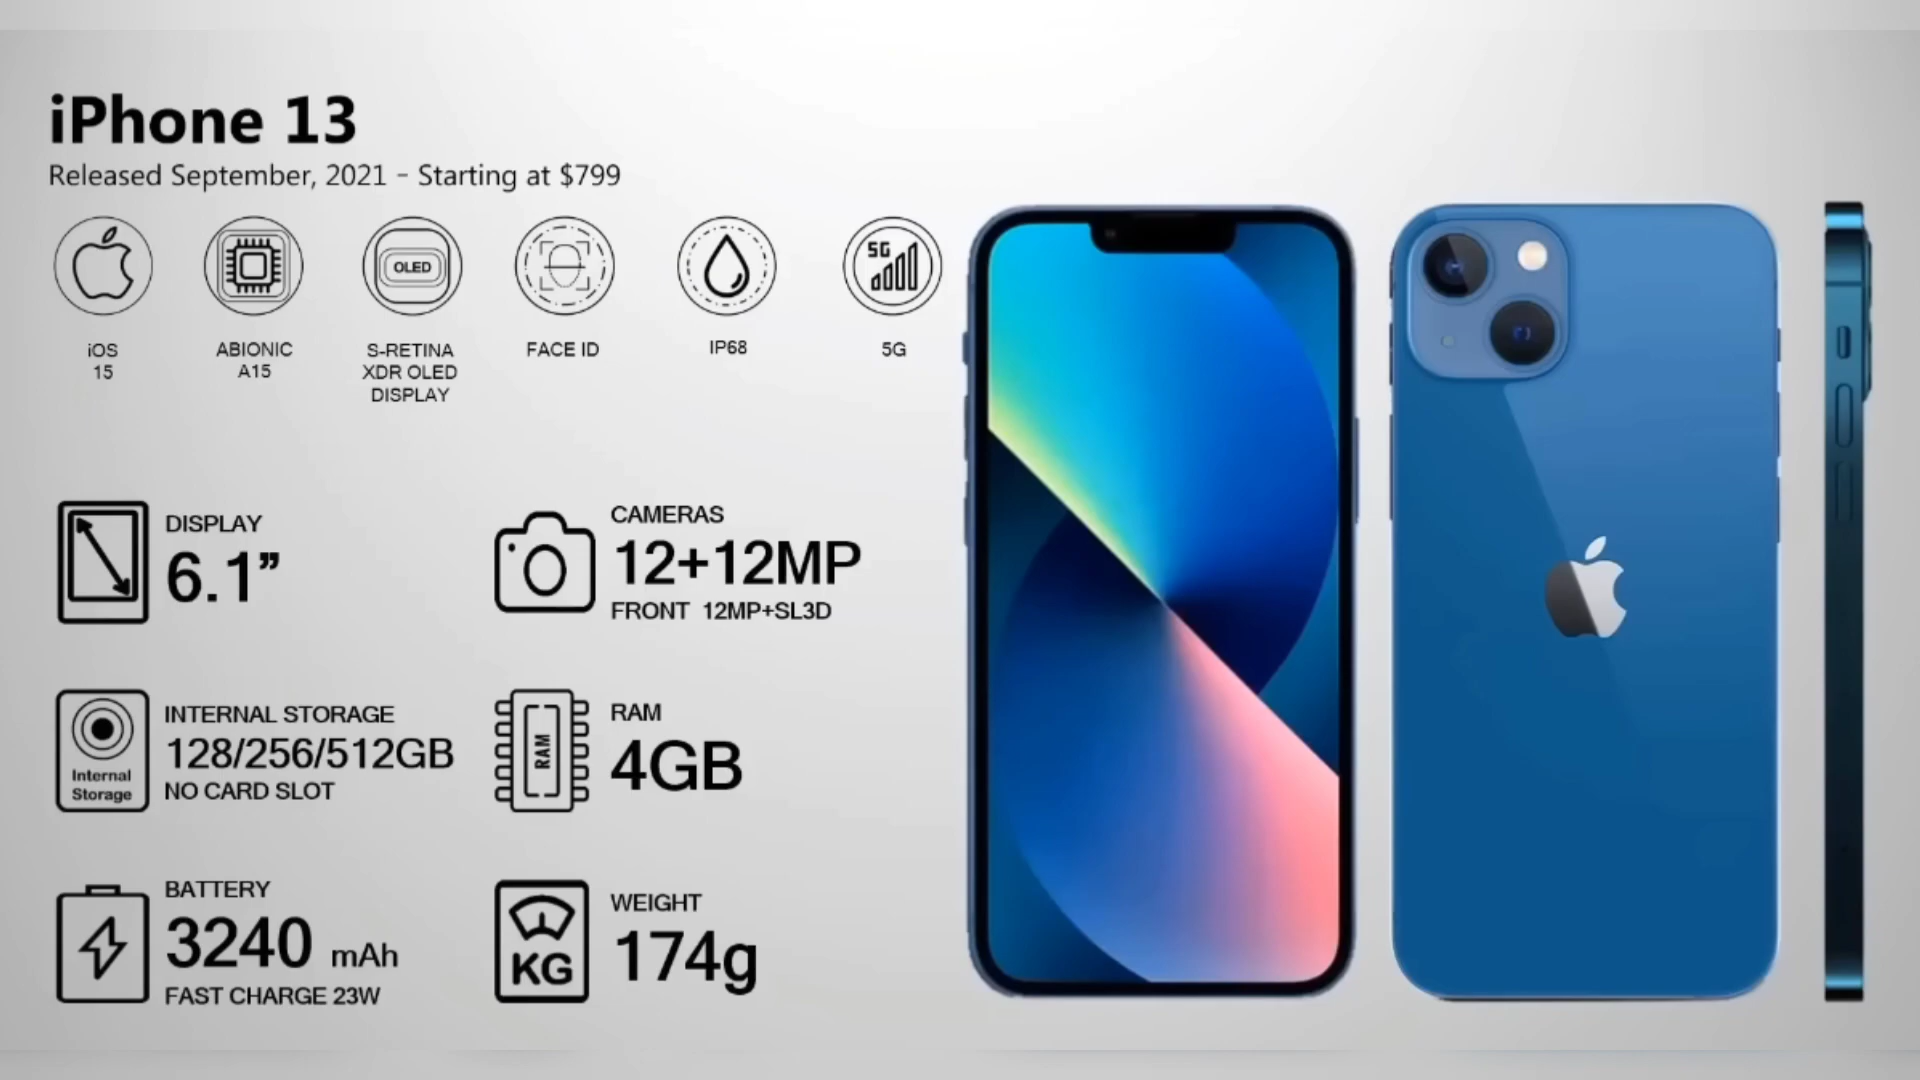 iPhone 13
Released September, 2021 - Starting at $799
OLED
5G
iOS
15
ABIONIC
A15
S-RETINA
XDR OLED
DISPLAY
FACE ID
IP68
5G
DISPLAY
6.1”
CAMERAS
12+12MP
FRONT 12MP+SL3D
Internal
Storage
INTERNAL STORAGE
128/256/512GB
NO CARD SLOT
RAM
RAM
4GB
BATTERY
3240 mAh
FAST CHARGE 23W
KG
WEIGHT
174g